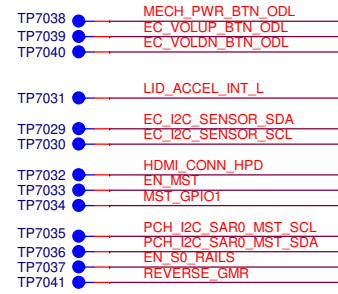 TP7038 MECH_PWR_BTN_ODL
TP7039 EC_VOLUP_BTN_ODL
TP7040 EC_VOLDN_BTN_ODL
TP7031 LID_ACCEL_INT_L
TP7029 EC_I2C_SENSOR_SDA
TP7030 EC_I2C_SENSOR_SCL
TP7032 HDMI_CONN_HPD
TP7033 EN_MST
TP7034 MST_GPIO1
TP7035 PCH_I2C_SAR0_MST_SCL
TP7036 PCH_I2C_SAR0_MST_SDA
TP7037 EN_S0_RAILS
TP7041 REVERSE_GMR